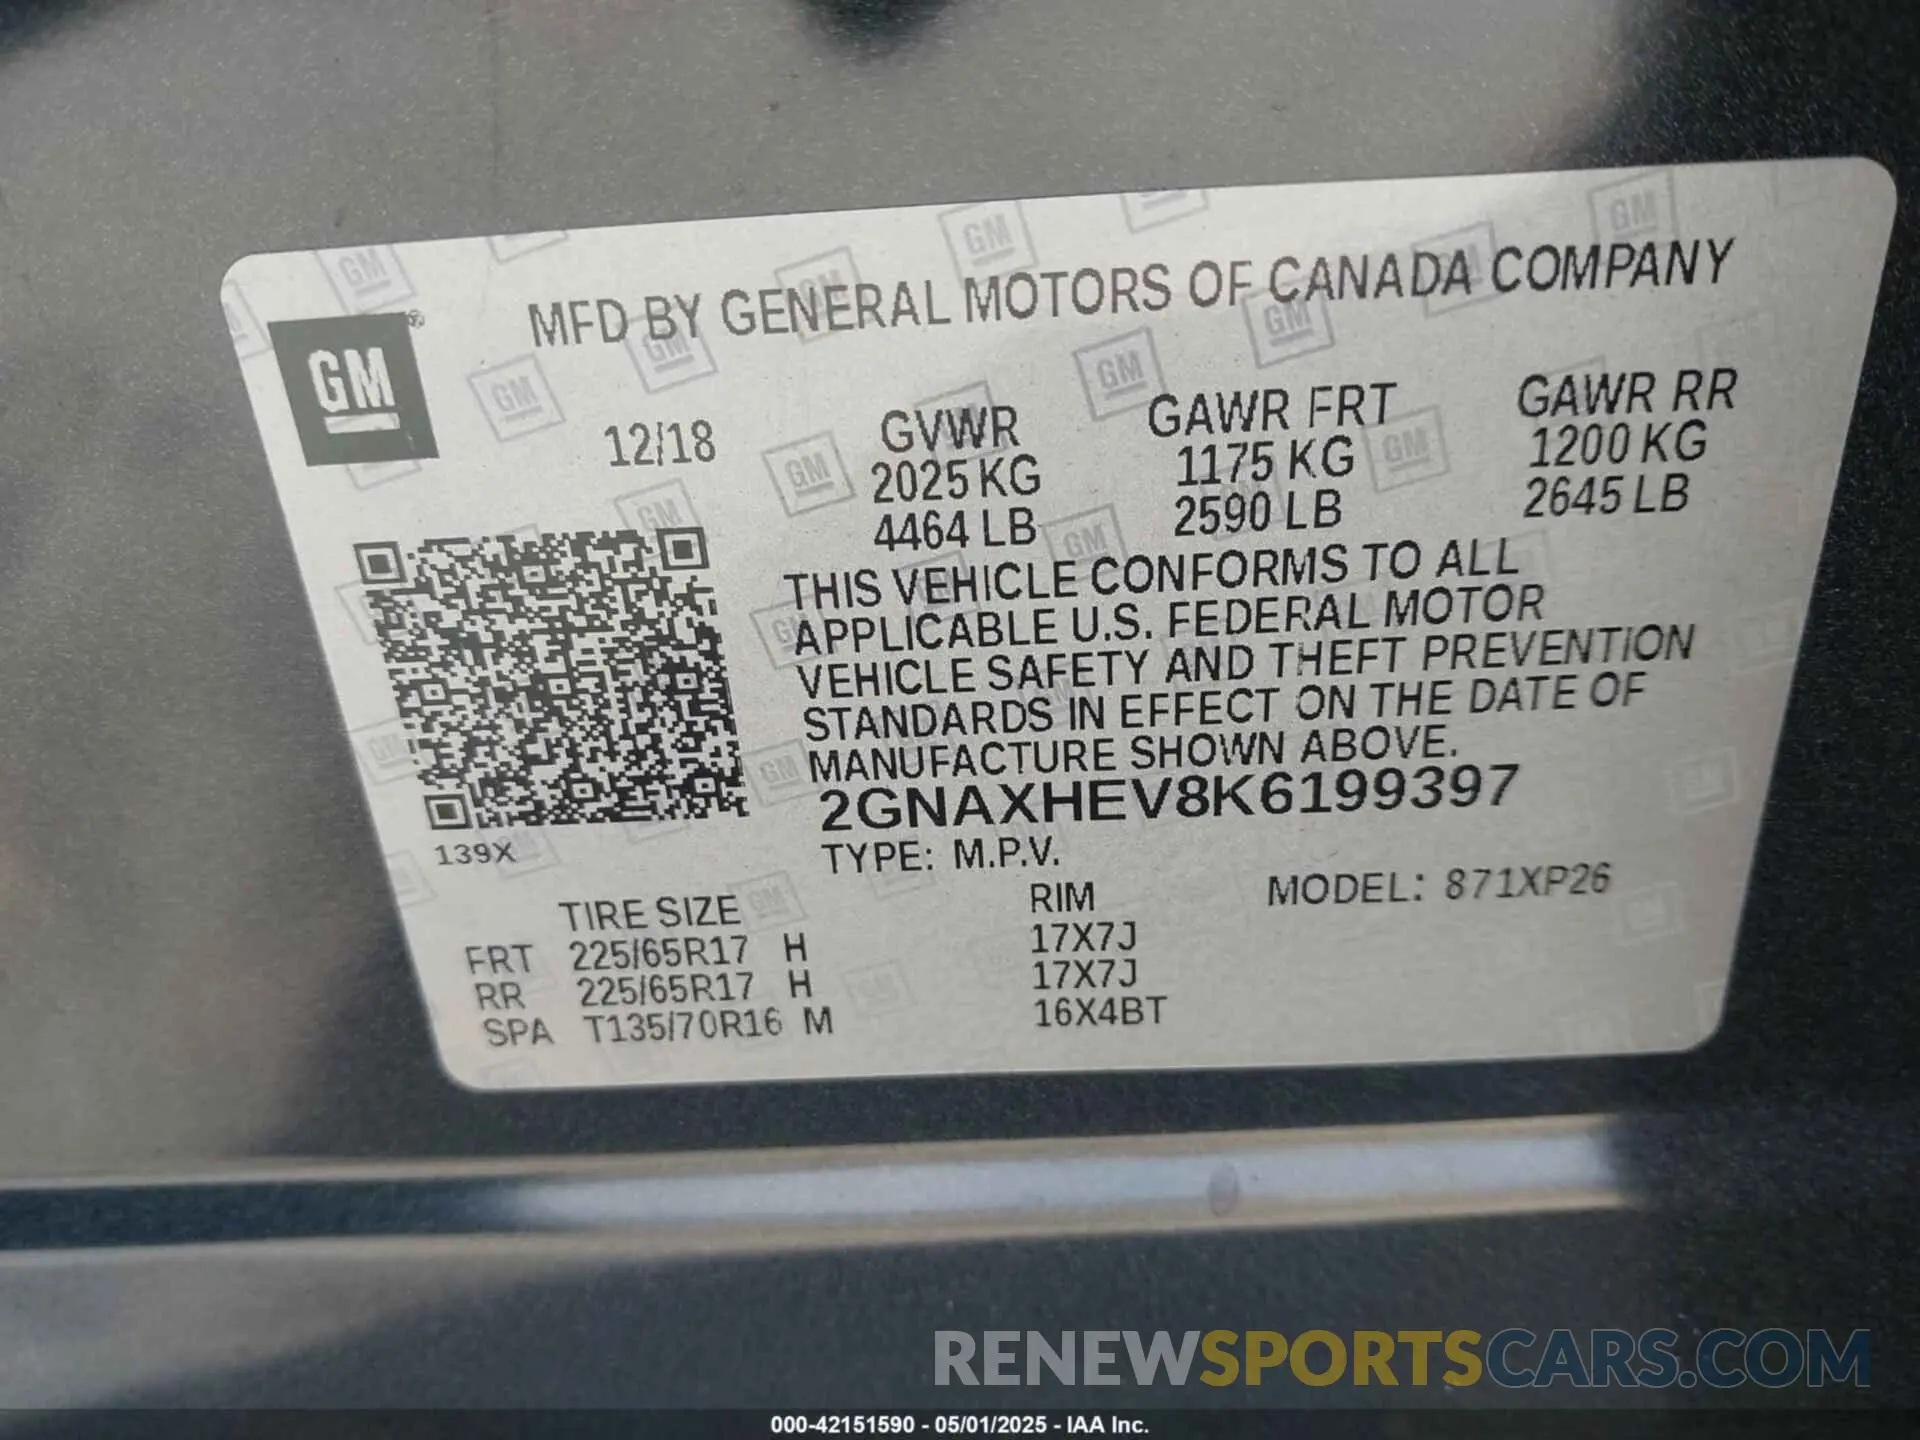 MFD BY GENERAL MOTORS OF CANADA COMPANY
GM
12/18
GVWR
2025 KG
4464 LB
GAWR FRT
1175 KG
2590 LB
GAWR RR
1200 KG
2645 LB
THIS VEHICLE CONFORMS TO ALL
APPLICABLE U.S. FEDERAL MOTOR
VEHICLE SAFETY AND THEFT PREVENTION
STANDARDS IN EFFECT ON THE DATE OF
MANUFACTURE SHOWN ABOVE.
2GNAXHEV8K6199397
139X
TYPE: M.P.V.
MODEL: 871XP26
TIRE SIZE RIM
FRT 225/65R17 H 17X7J
RR 225/65R17 H 17X7J
SPA T135/70R16 M 16X4BT
RENEWSPORTSCARS.COM
000-42151590 - 05/01/2025 - IAA Inc.